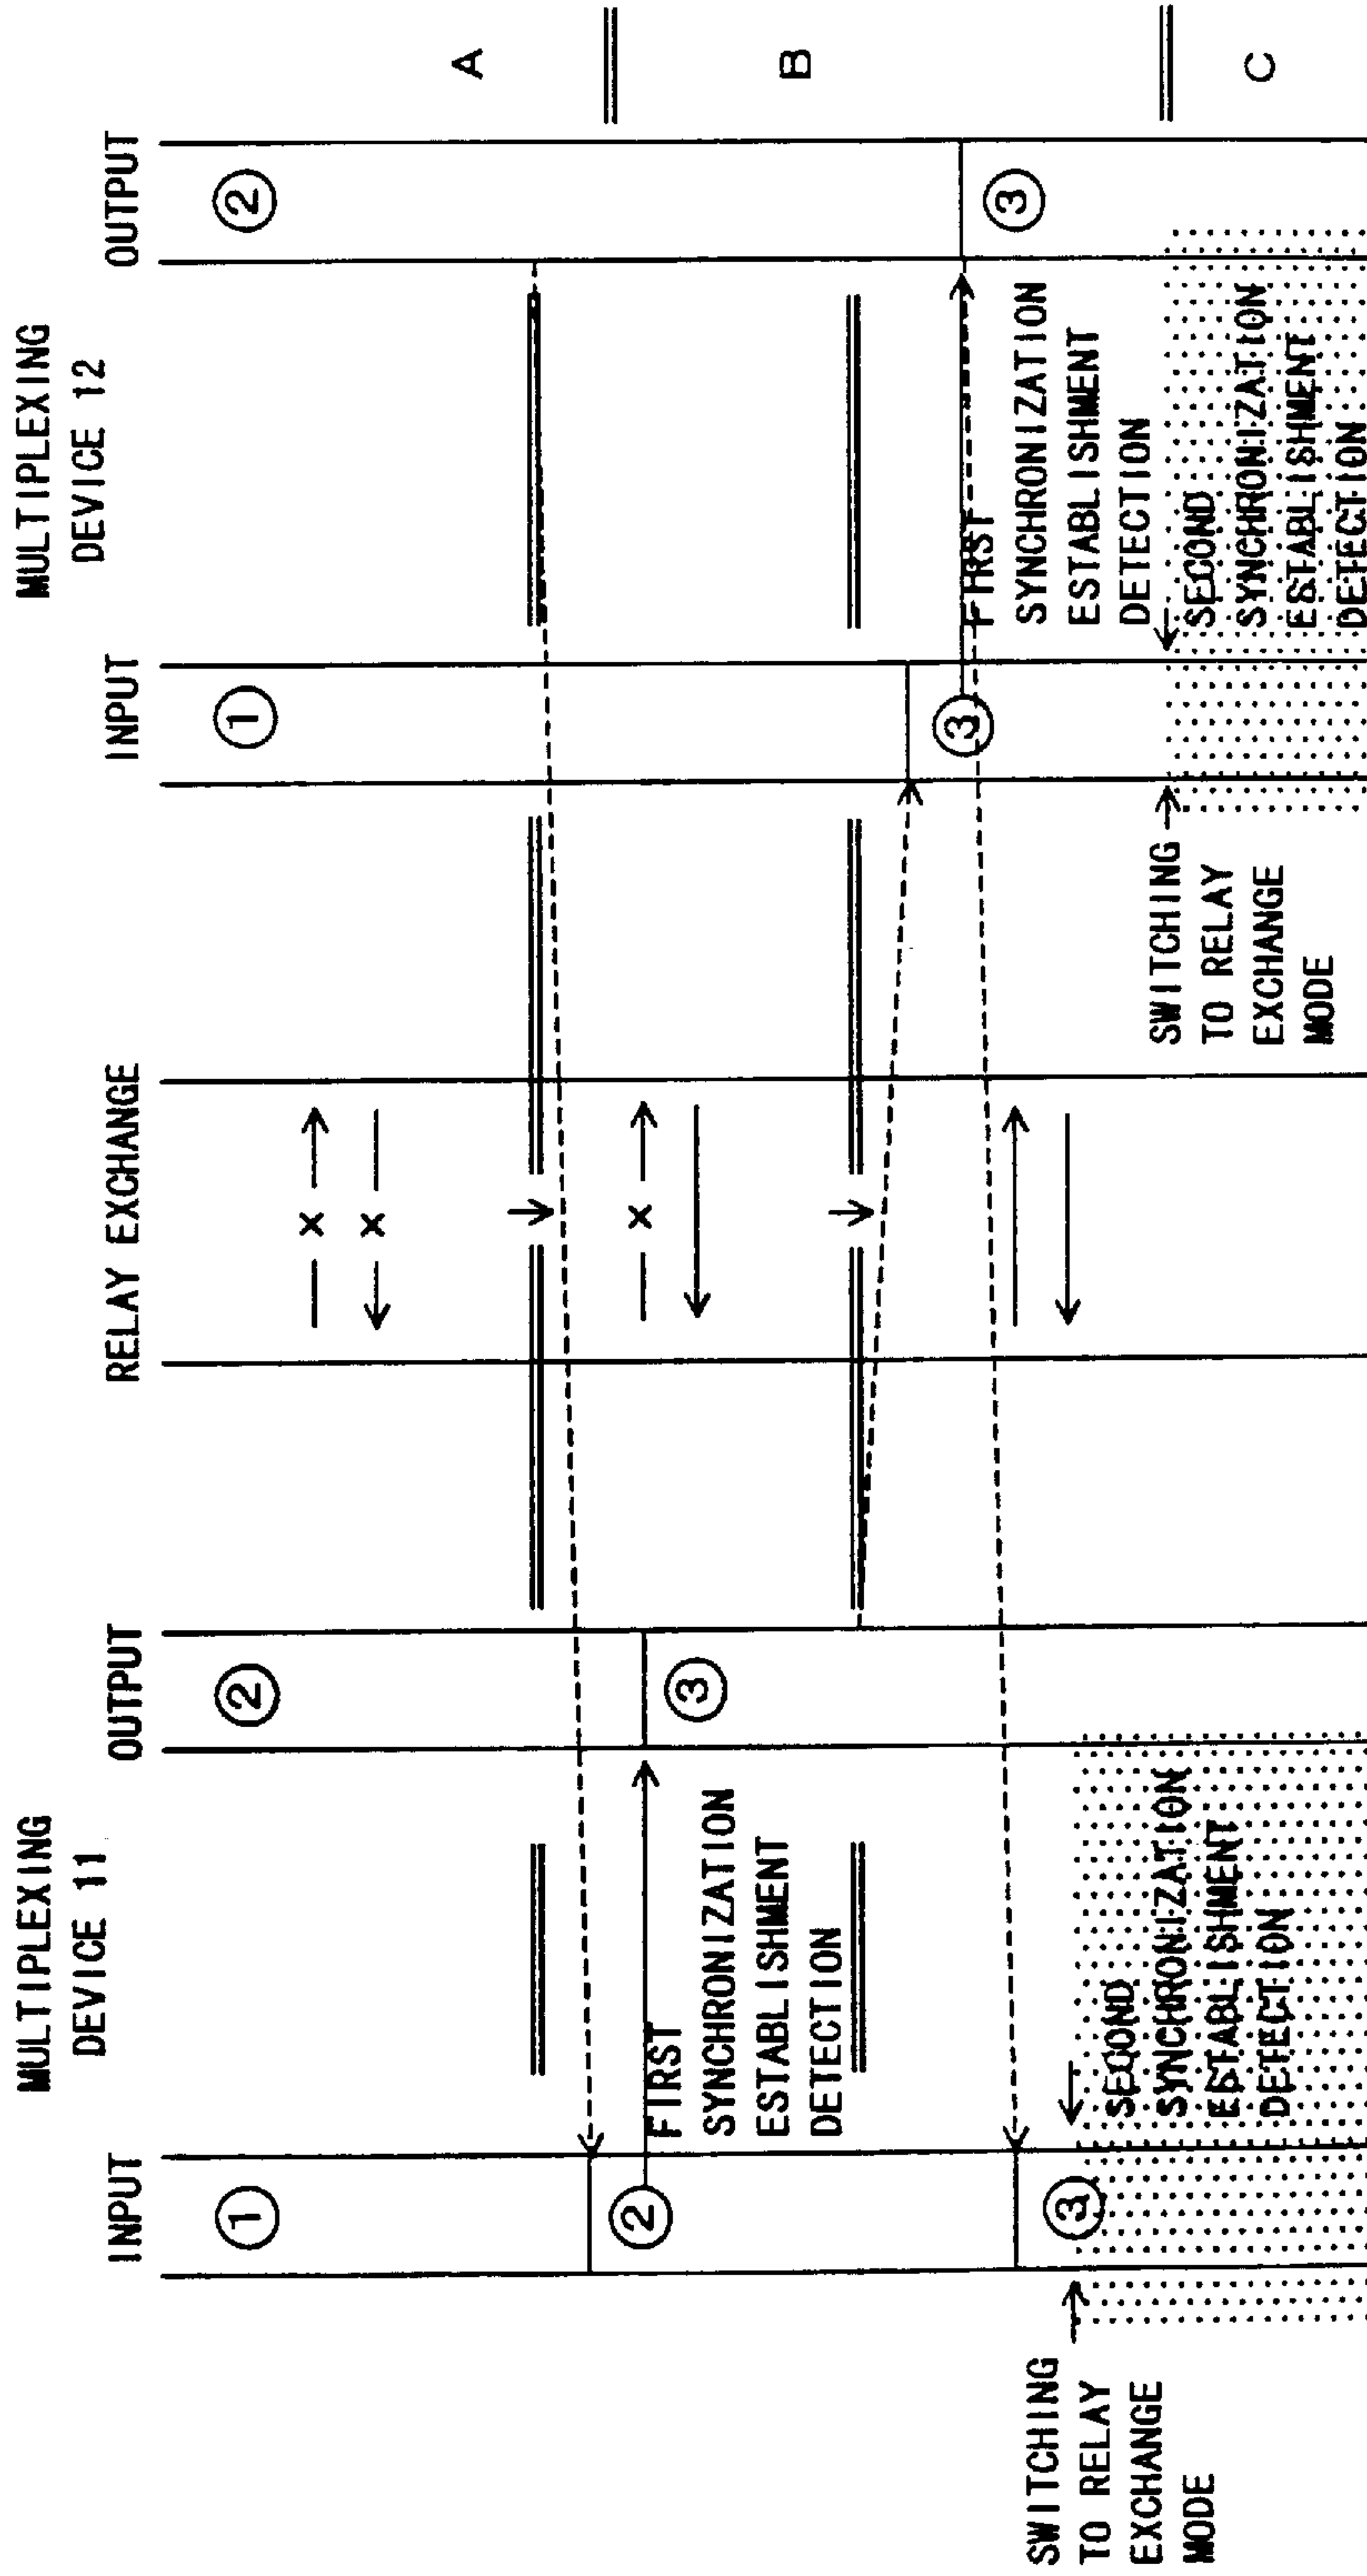 MULTIPLEXING
DEVICE 11
MULTIPLEXING
DEVICE 12
INPUT
OUTPUT
RELAY EXCHANGE
INPUT
OUTPUT
①
②
①
②
× 
×
A
②
FIRST
SYNCHRONIZATION
ESTABLISHMENT
DETECTION
③
×
B
③
FIRST
SYNCHRONIZATION
ESTABLISHMENT
DETECTION
③
SWITCHING
TO RELAY
EXCHANGE
MODE
③
SECOND
SYNCHRONIZATION
ESTABLISHMENT
DETECTION
SWITCHING
TO RELAY
EXCHANGE
MODE
SECOND
SYNCHRONIZATION
ESTABLISHMENT
DETECTION
C